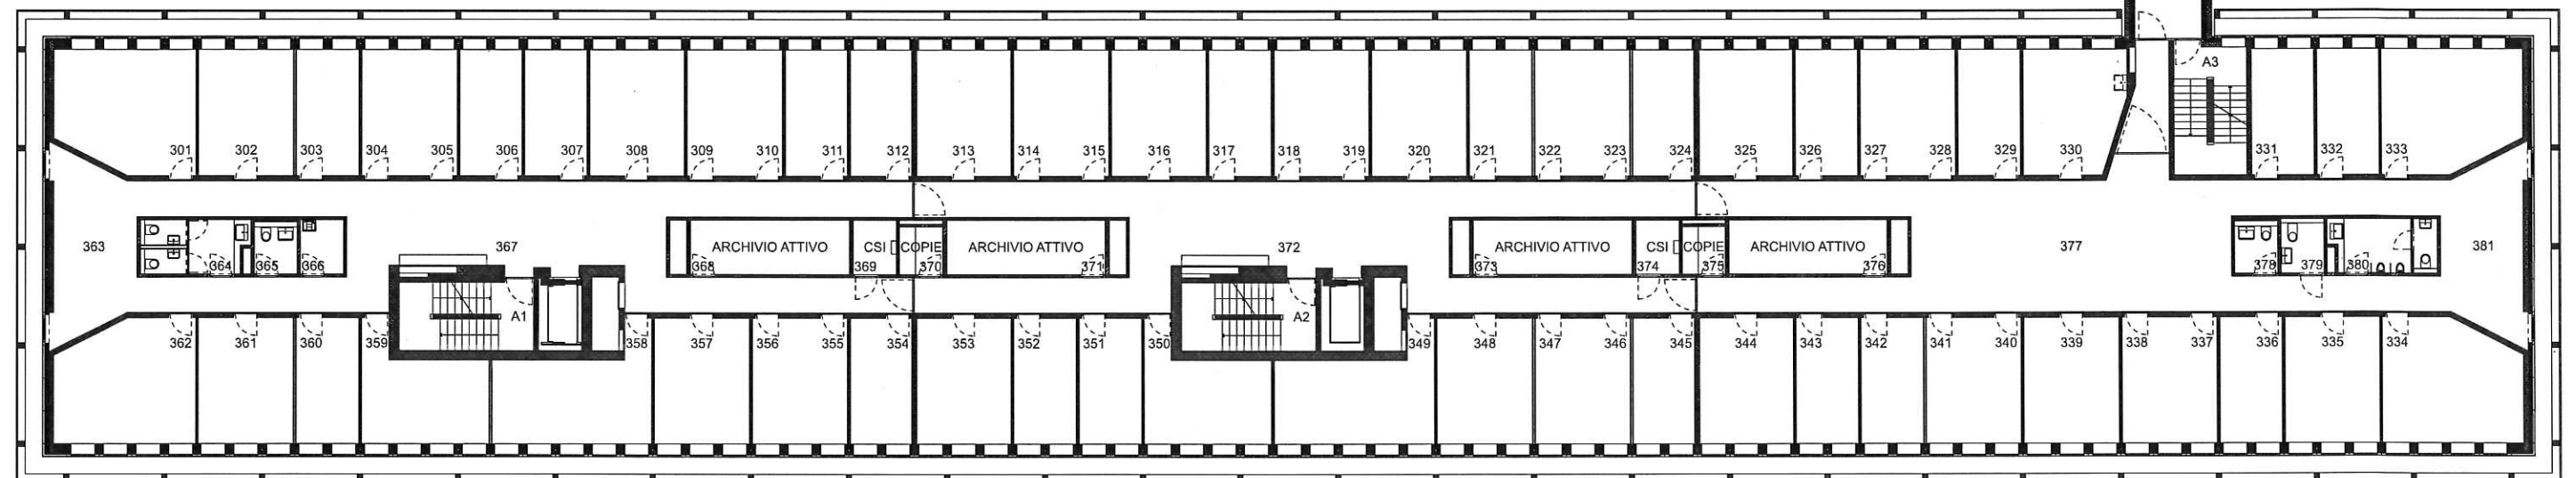 A3
301 302 303 304 305 306 307 308 309 310 311 312 313 314 315 316 317 318 319 320 321 322 323 324 325 326 327 328 329 330 331 332 333
363 367 ARCHIVIO ATTIVO CSI COPIE ARCHIVIO ATTIVO 372 ARCHIVIO ATTIVO CSI COPIE ARCHIVIO ATTIVO 377 381
364 365 366 368 369 370 371 373 374 375 376 378 379 380
A1 A2
362 361 360 359 358 357 356 355 354 353 352 351 350 349 348 347 346 345 344 343 342 341 340 339 338 337 336 335 334